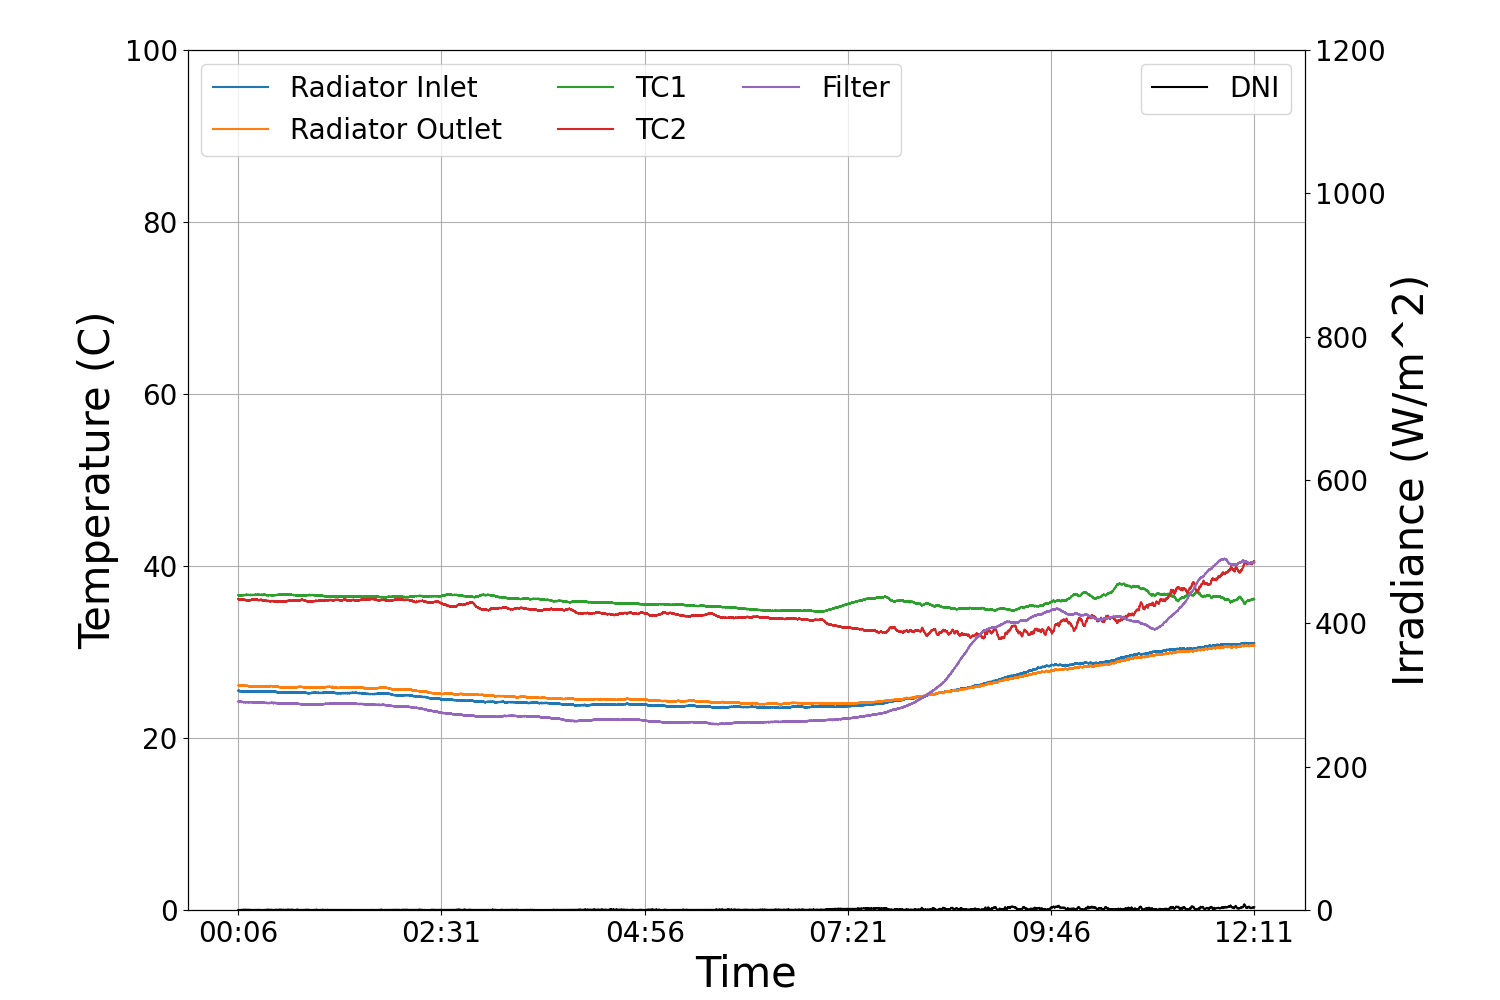 Radiator Inlet
Radiator Outlet
TC1
TC2
Filter
DNI
Temperature (C)
100
80
60
40
20
0
1200
1000
800
600
400
200
0
Irradiance (W/m^2)
00:06 02:31 04:56 07:21 09:46 12:11
Time